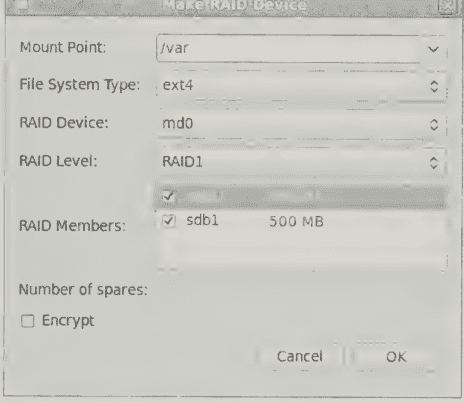 Make RAID Device
Mount Point: /var
File System Type: ext4
RAID Device: md0
RAID Level: RAID1
sdb1 500 MB
RAID Members:
Number of spares:
Encrypt
Cancel OK